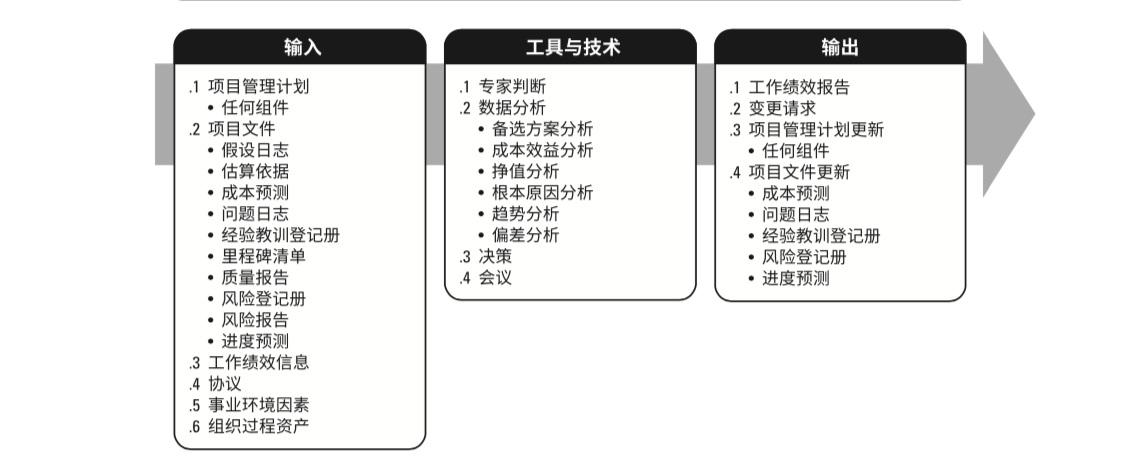 输入
.1 项目管理计划
• 任何组件
.2 项目文件
• 假设日志
• 估算依据
• 成本预测
• 问题日志
• 经验教训登记册
• 里程碑清单
• 质量报告
• 风险登记册
• 风险报告
• 进度预测
.3 工作绩效信息
.4 协议
.5 事业环境因素
.6 组织过程资产
工具与技术
.1 专家判断
.2 数据分析
• 备选方案分析
• 成本效益分析
• 挣值分析
• 根本原因分析
• 趋势分析
• 偏差分析
.3 决策
.4 会议
输出
.1 工作绩效报告
.2 变更请求
.3 项目管理计划更新
• 任何组件
.4 项目文件更新
• 成本预测
• 问题日志
• 经验教训登记册
• 风险登记册
• 进度预测